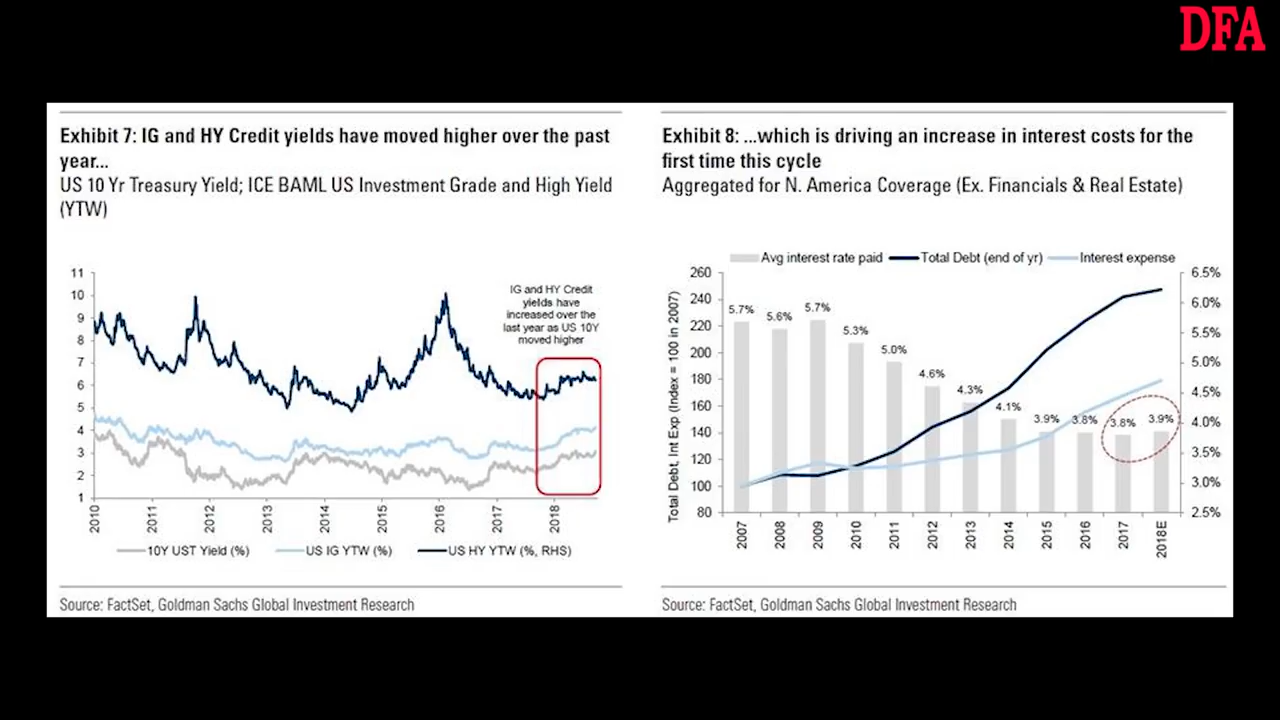 DFA
Exhibit 7: IG and HY Credit yields have moved higher over the past
year...
US 10 Yr Treasury Yield; ICE BAML US Investment Grade and High Yield
(YTW)
IG and HY Credit
yields have
increased over the
last year as US 10Y
moved higher
11
10
9
8
7
6
5
4
3
2
1
2010
2011
2012
2013
2014
2015
2016
2017
2018
10Y UST Yield (%)
US IG YTW (%)
US HY YTW (%, RHS)
Source: FactSet, Goldman Sachs Global Investment Research
Exhibit 8: ...which is driving an increase in interest costs for the
first time this cycle
Aggregated for N. America Coverage (Ex. Financials & Real Estate)
Avg interest rate paid
Total Debt (end of yr)
Interest expense
Total Debt, Int Exp (Index = 100 in 2007)
260
240
220
200
180
160
140
120
100
80
5.7%
5.6%
5.7%
5.3%
5.0%
4.6%
4.3%
4.1%
3.9%
3.8%
3.8%
3.9%
6.5%
6.0%
5.5%
5.0%
4.5%
4.0%
3.5%
3.0%
2.5%
2007
2008
2009
2010
2011
2012
2013
2014
2015
2016
2017
2018E
Source: FactSet, Goldman Sachs Global Investment Research